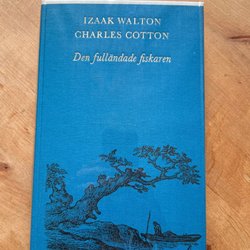 IZAAK WALTON
CHARLES COTTON
Den fulländade fiskaren